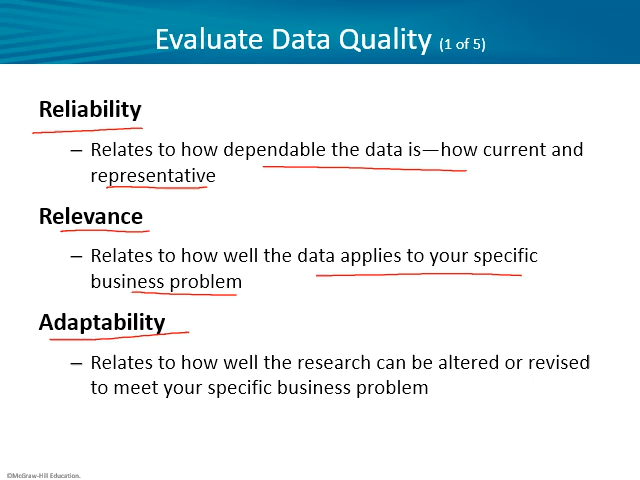 Evaluate Data Quality (1 of 5)
Reliability
– Relates to how dependable the data is—how current and
representative
Relevance
– Relates to how well the data applies to your specific
business problem
Adaptability
– Relates to how well the research can be altered or revised
to meet your specific business problem
©McGraw-Hill Education.